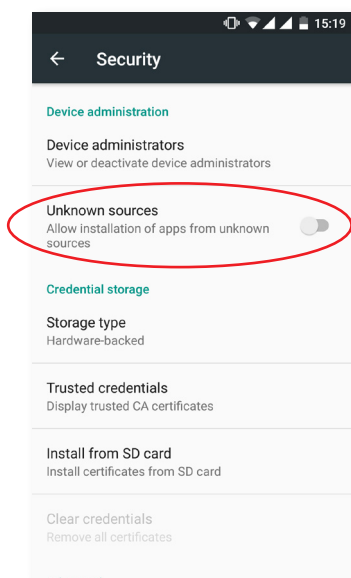 15:19
Security
Device administration
Device administrators
View or deactivate device administrators
Unknown sources
Allow installation of apps from unknown
sources
Credential storage
Storage type
Hardware-backed
Trusted credentials
Display trusted CA certificates
Install from SD card
Install certificates from SD card
Clear credentials
Remove all certificates